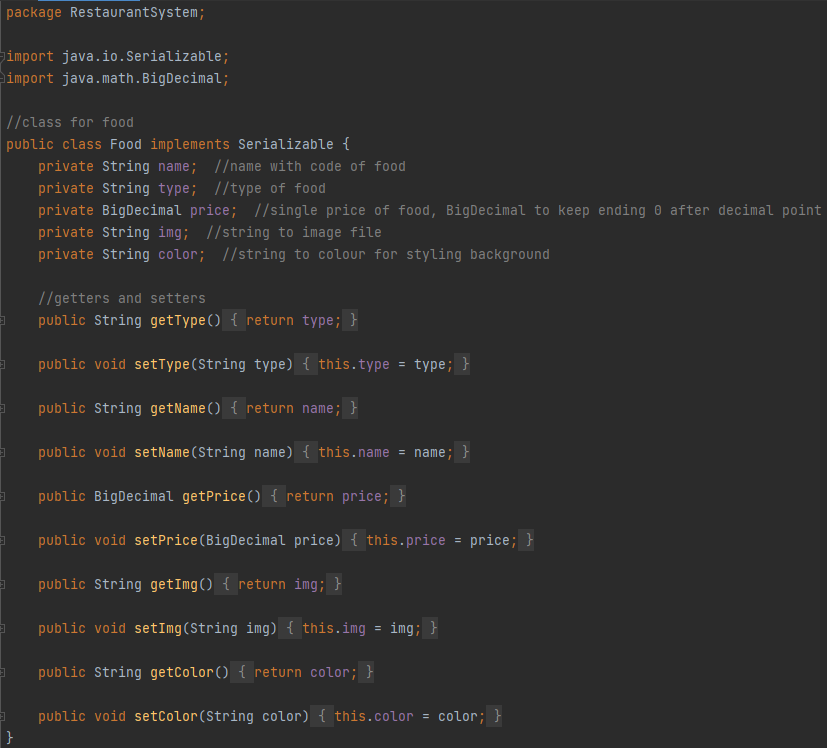 package RestaurantSystem;
import java.io.Serializable;
import java.math.BigDecimal;
//class for food
public class Food implements Serializable {
    private String name;  //name with code of food
    private String type;  //type of food
    private BigDecimal price;  //single price of food, BigDecimal to keep ending 0 after decimal point
    private String img;  //string to image file
    private String color;  //string to colour for styling background
    //getters and setters
    public String getType() { return type; }
    public void setType(String type) { this.type = type; }
    public String getName() { return name; }
    public void setName(String name) { this.name = name; }
    public BigDecimal getPrice() { return price; }
    public void setPrice(BigDecimal price) { this.price = price; }
    public String getImg() { return img; }
    public void setImg(String img) { this.img = img; }
    public String getColor() { return color; }
    public void setColor(String color) { this.color = color; }
}